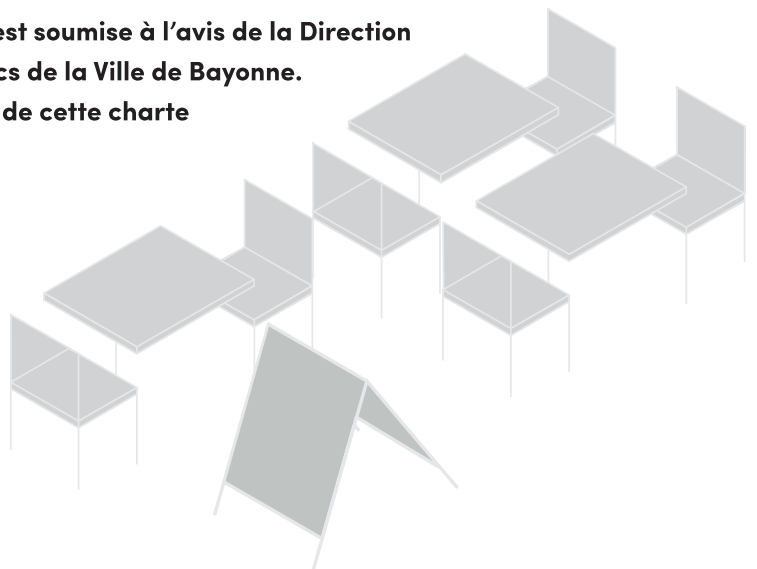 est soumise à l’avis de la Direction
cs de la Ville de Bayonne.
de cette charte